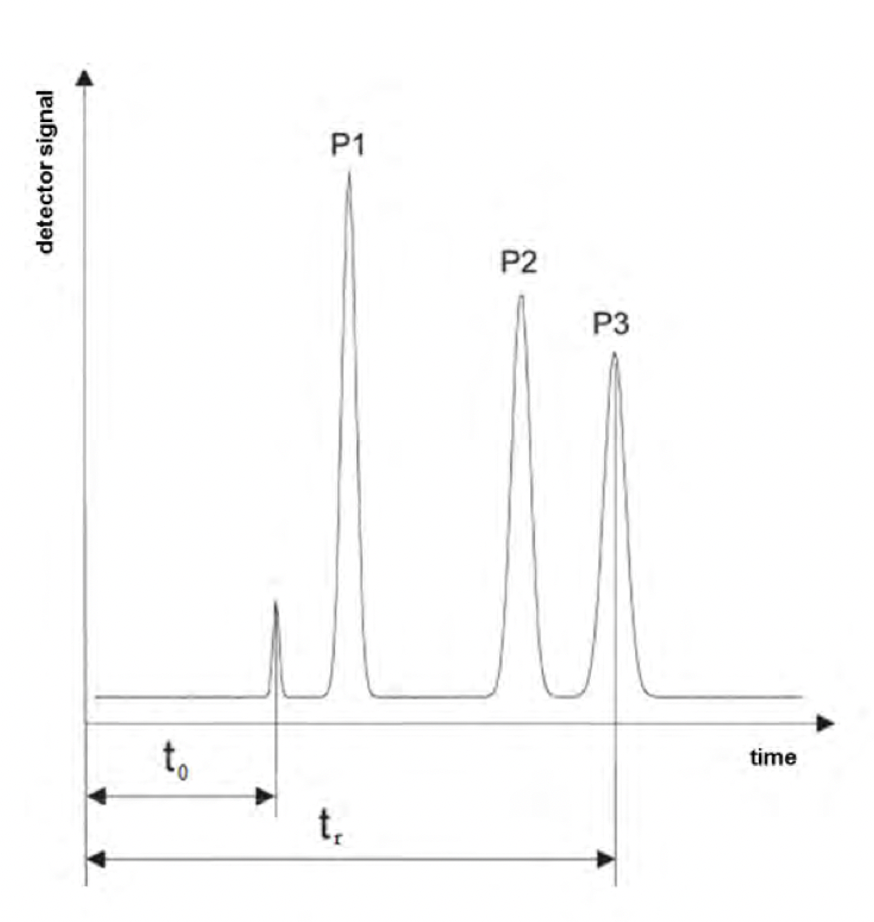 detector signal
P1
P2
P3
time
t₀
tᵣ